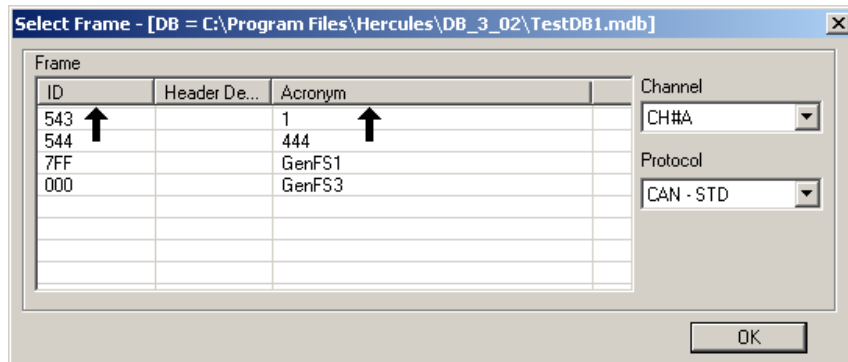 Select Frame - [DB = C:\Program Files\Hercules\DB_3_02\TestDB1.mdb]
Frame
ID Header De... Acronym
543 1
544 444
7FF GenFS1
000 GenFS3
Channel
CH#A
Protocol
CAN - STD
OK